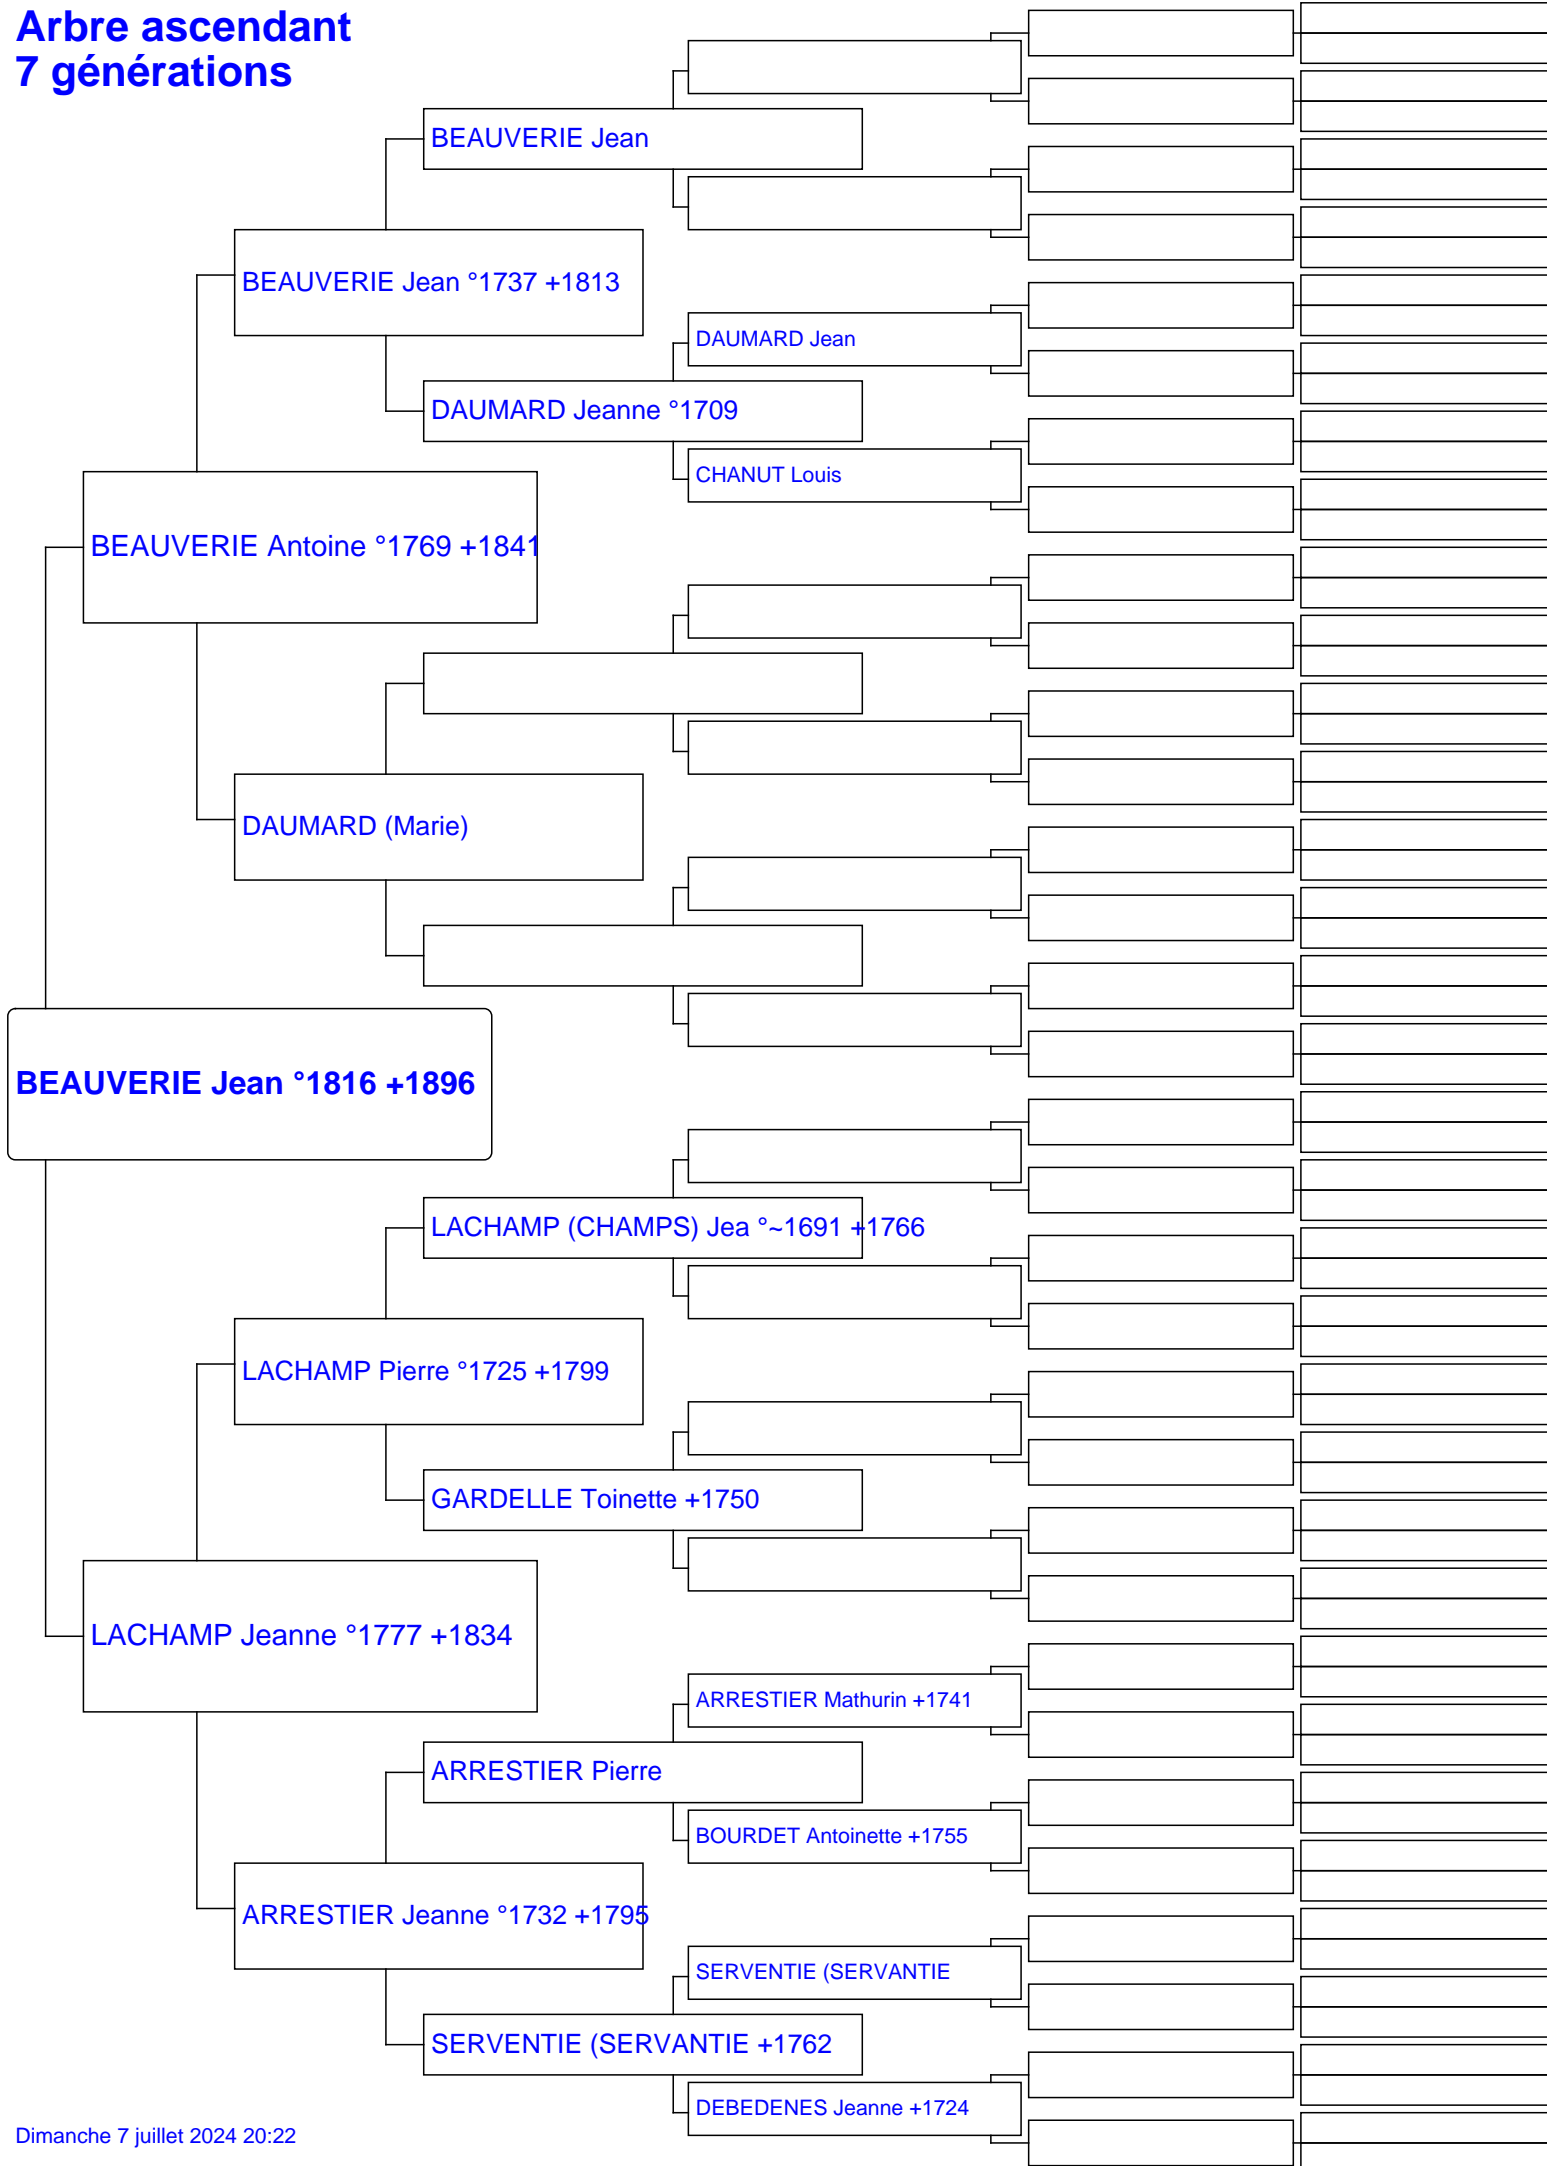 Arbre ascendant
7 générations
BEAUVERIE Jean
BEAUVERIE Jean °1737 +1813
DAUMARD Jean
DAUMARD Jeanne °1709
CHANUT Louis
BEAUVERIE Antoine °1769 +1841
DAUMARD (Marie)
BEAUVERIE Jean °1816 +1896
LACHAMP (CHAMPS) Jea °~1691 +1766
LACHAMP Pierre °1725 +1799
GARDELLE Toinette +1750
LACHAMP Jeanne °1777 +1834
ARRESTIER Mathurin +1741
ARRESTIER Pierre
BOURDET Antoinette +1755
ARRESTIER Jeanne °1732 +1795
SERVENTIE (SERVANTIE
SERVENTIE (SERVANTIE +1762
DEBEDENES Jeanne +1724
Dimanche 7 juillet 2024 20:22